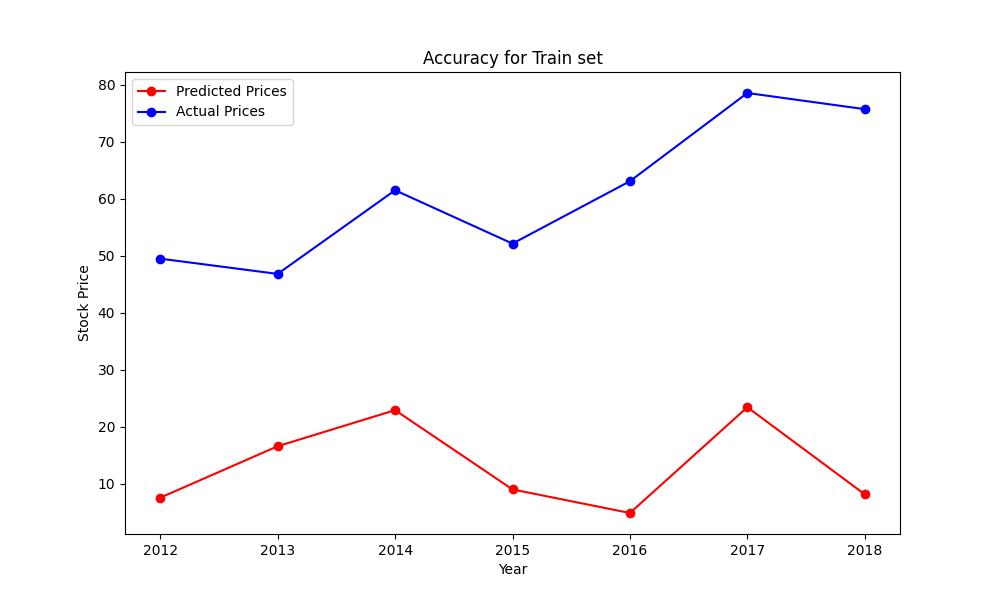 Accuracy for Train set
Predicted Prices
Actual Prices
80
70
60
50
40
30
20
10
Stock Price
2012 2013 2014 2015 2016 2017 2018
Year